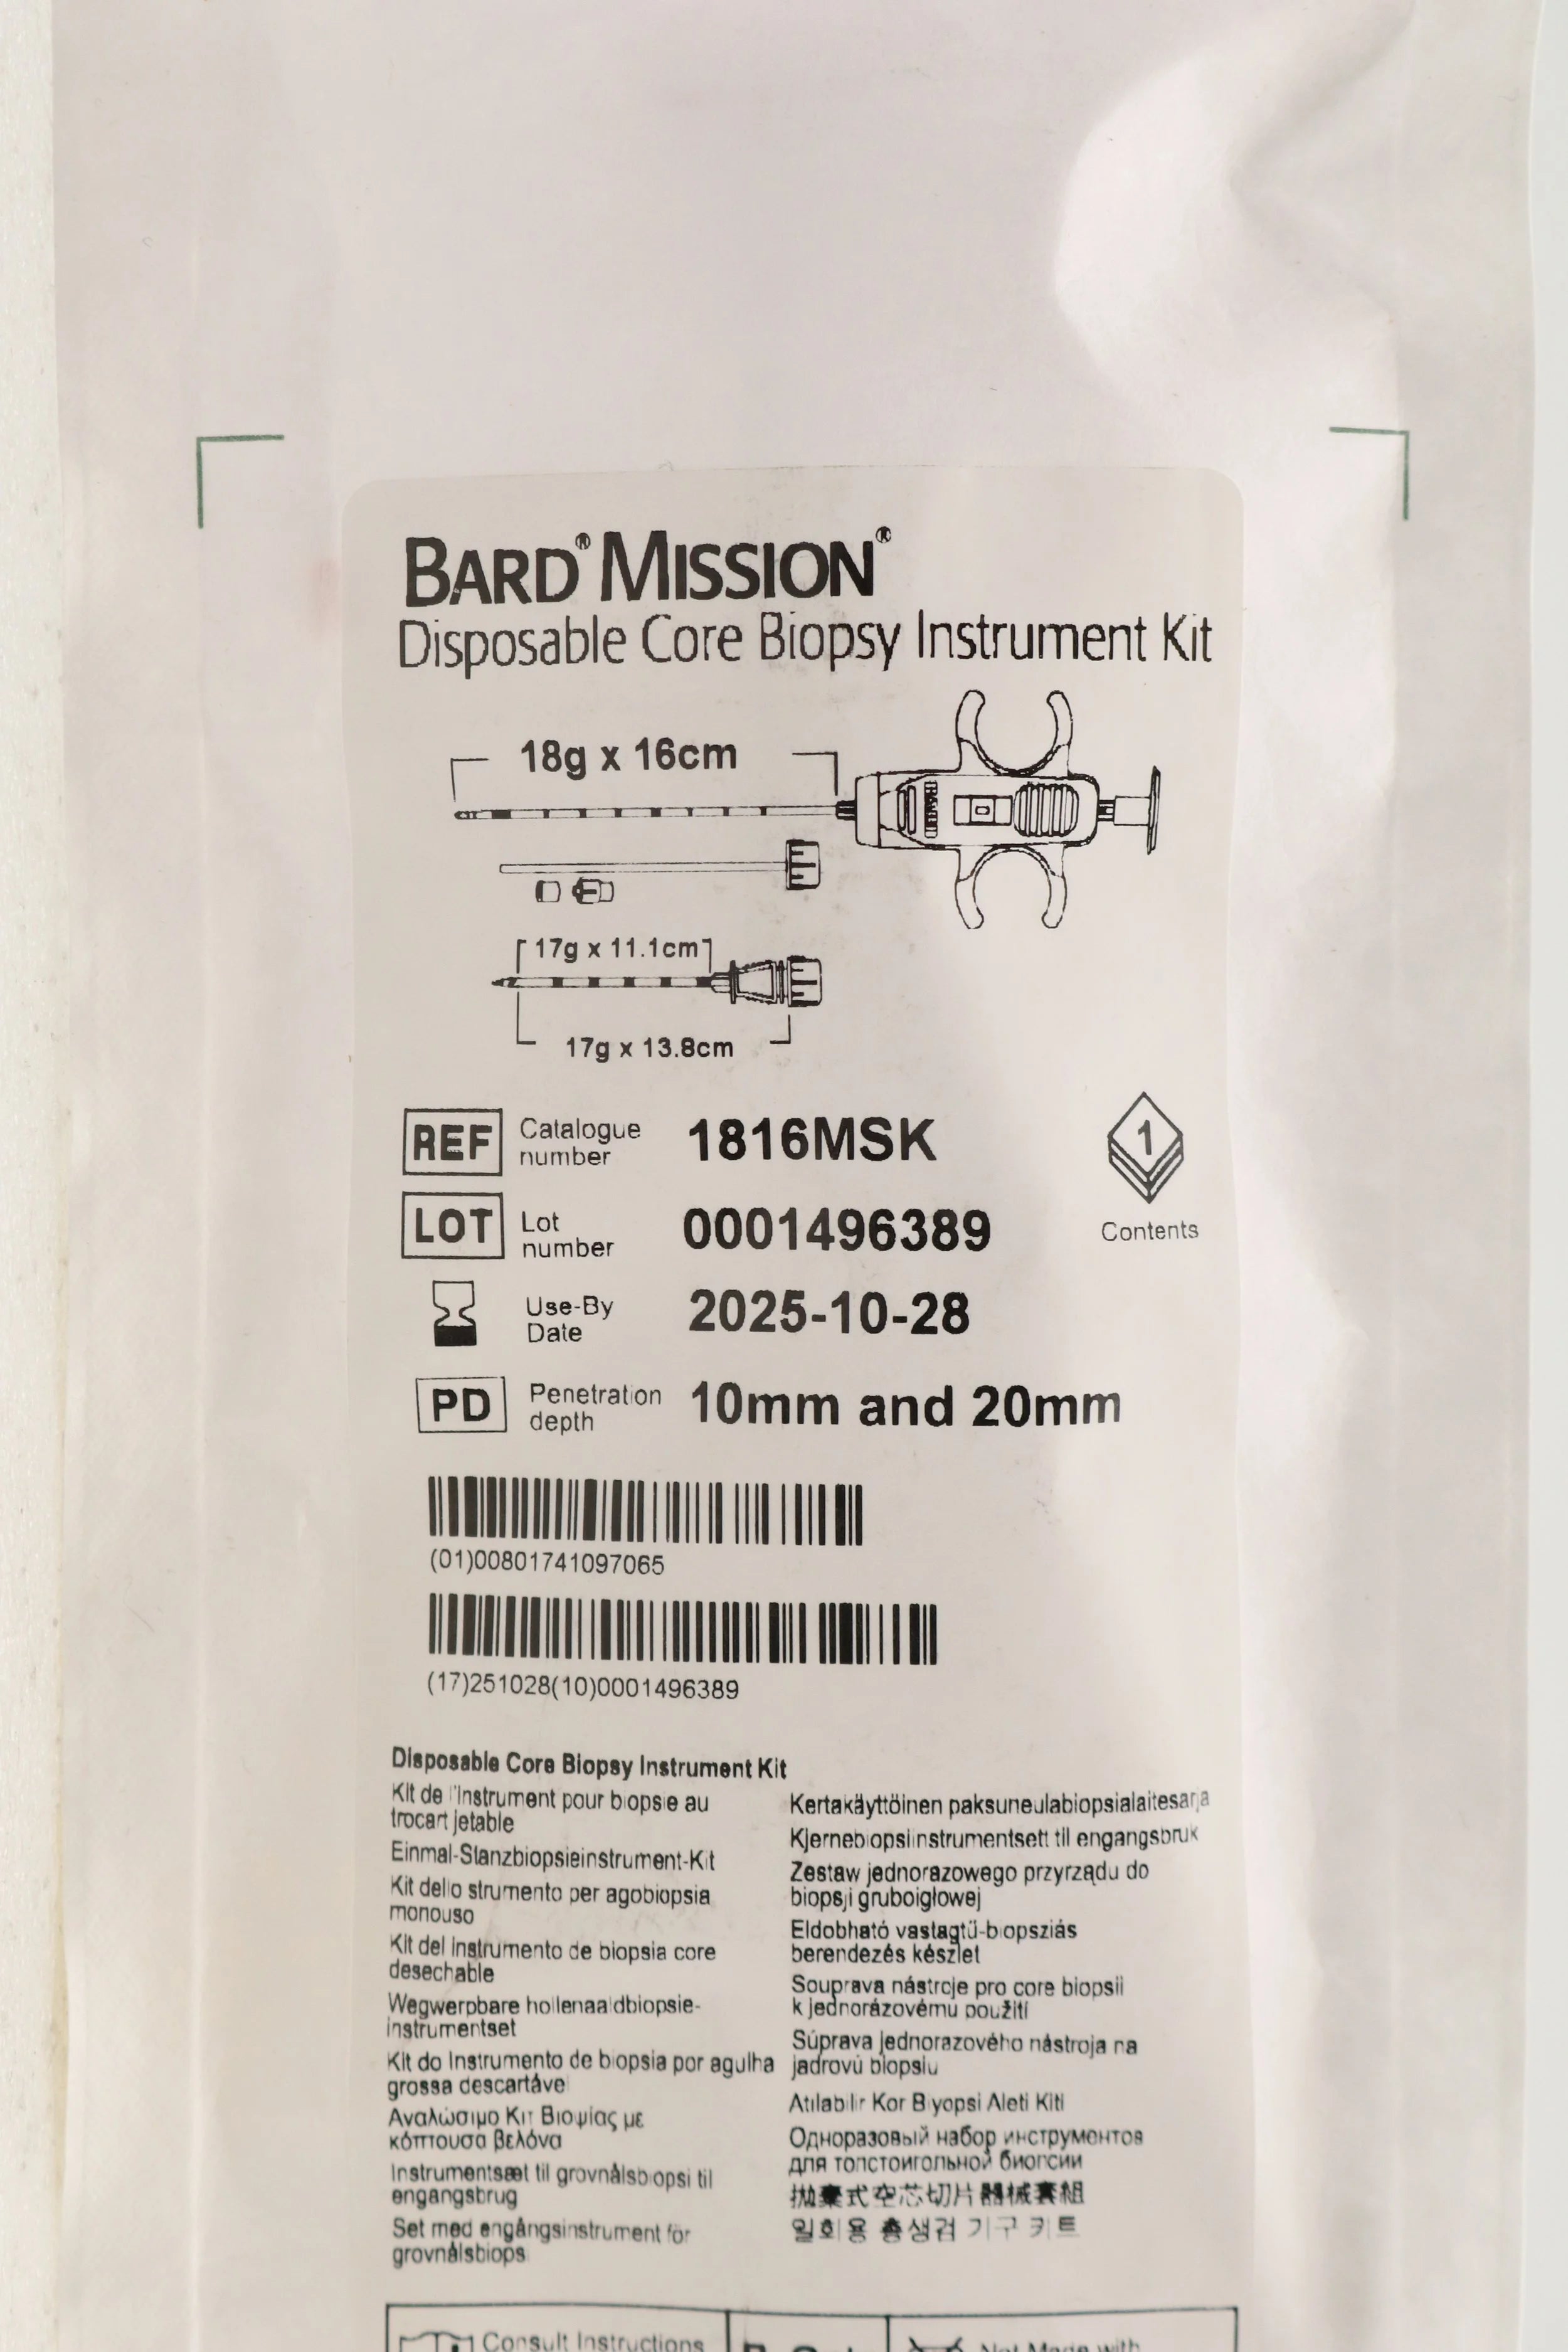 BARD® MISSION®
Disposable Core Biopsy Instrument Kit
18g x 16cm
BARD
17g x 11.1cm
17g x 13.8cm
REF Catalogue number 1816MSK
1
Contents
LOT Lot number 0001496389
Use-By Date 2025-10-28
PD Penetration depth 10mm and 20mm
(01)00801741097065
(17)251028(10)0001496389
Disposable Core Biopsy Instrument Kit
Kit de l'instrument pour biopsie au
trocart jetable
Einmal-Stanzbiopsieinstrument-Kit
Kit dello strumento per agobiopsia
monouso
Kit del instrumento de biopsia core
desechable
Wegwerpbare hollenaaldbiopsie-
instrumentset
Kit do Instrumento de biopsia por agulha
grossa descartáve
Αναλώσιμο Κιτ Βιοψίας με
κόπτουσα βελόνα
Instrumentsæt til grovnålsbiopsi til
engangsbrug
Set med engångsinstrument för
grovnålsbiops
Kertakäyttöinen paksuneulabiopsialaitesarja
Kjernebiopsiinstrumentsett til engangsbruk
Zestaw jednorazowego przyrządu do
biopsji gruboigłowej
Eldobható vastagtű-biopsziás
berendezés készlet
Souprava nástroje pro core biopsii
k jednorázovému použití
Súprava jednorazového nástroja na
jadrovú biopsiu
Atılabilir Kor Biyopsi Aleti Kiti
Одноразовый набор инструментов
для толстоигольной биопсии
拋棄式空芯切片器械套組
일회용 총생검 기구 키트
Consult Instructions
Not Made with